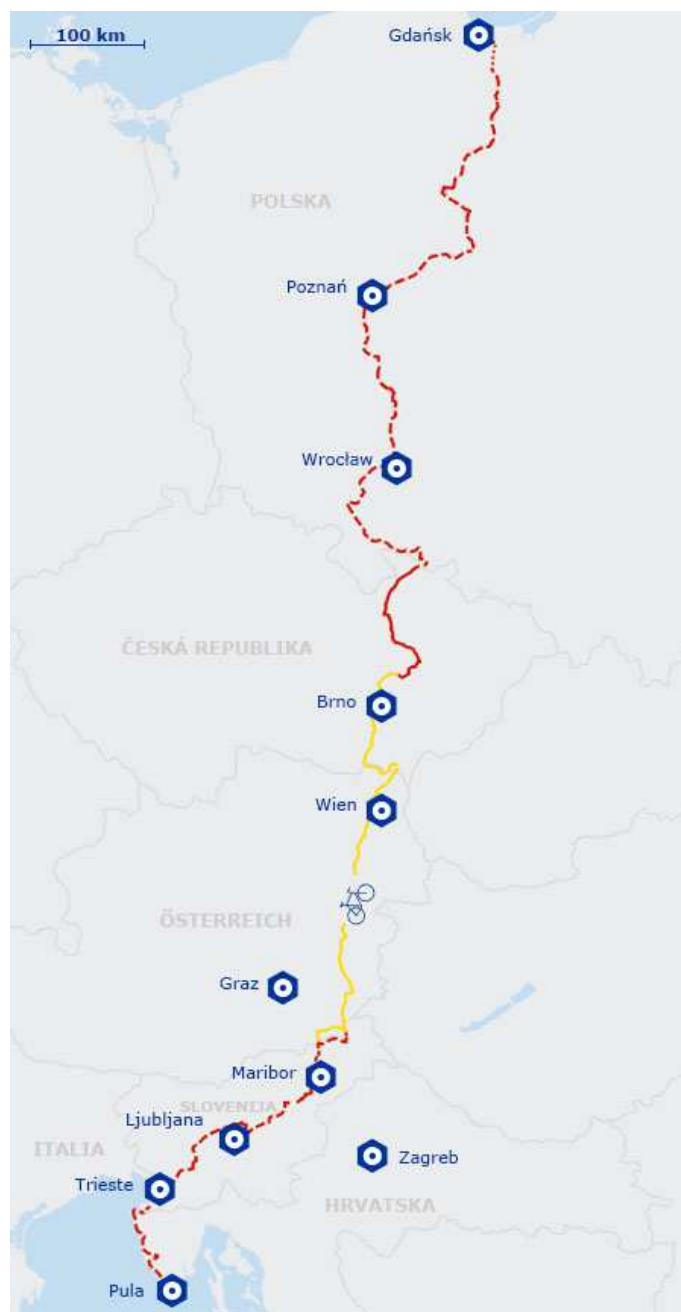 100 km
Gdańsk
POLSKA
Poznań
Wrocław
ČESKÁ REPUBLIKA
Brno
Wien
ÖSTERREICH
Graz
Maribor
SLOVENIJA
Ljubljana
ITALIA
Zagreb
Trieste
HRVATSKA
Pula